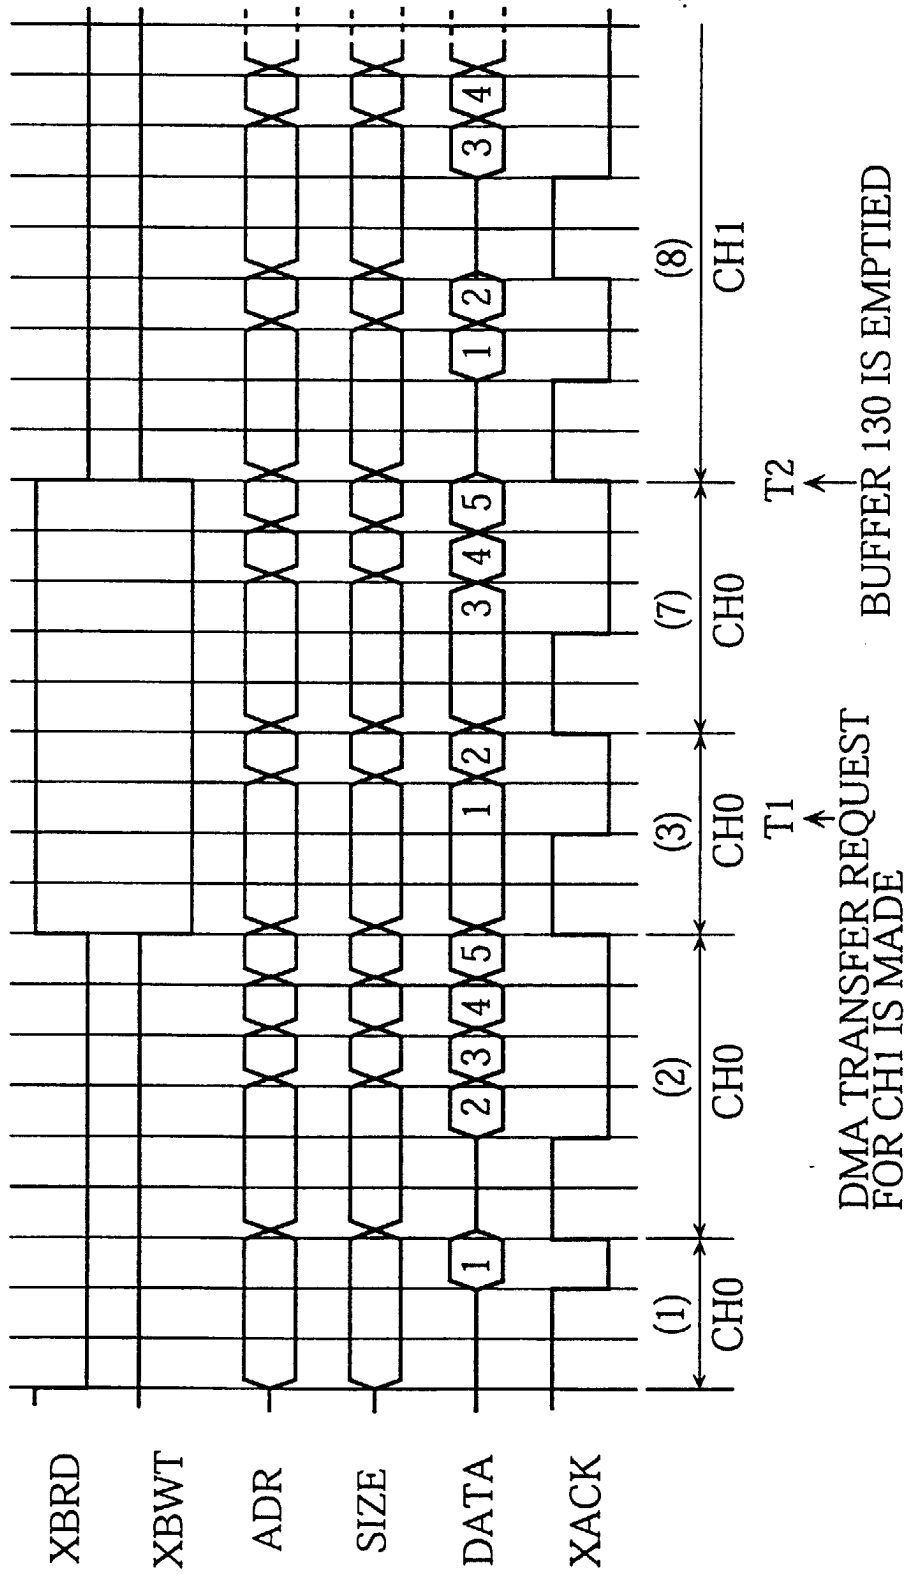 XBRD
XBWT
ADR
SIZE
DATA
1 2 3 4 5 1 2 3 4 5 1 2 3 4
XACK
(1) (2) (3) (7) (8)
CH0 CH0 CH0 CH0 CH1
T1 T2
DMA TRANSFER REQUEST
FOR CH1 IS MADE
BUFFER 130 IS EMPTIED